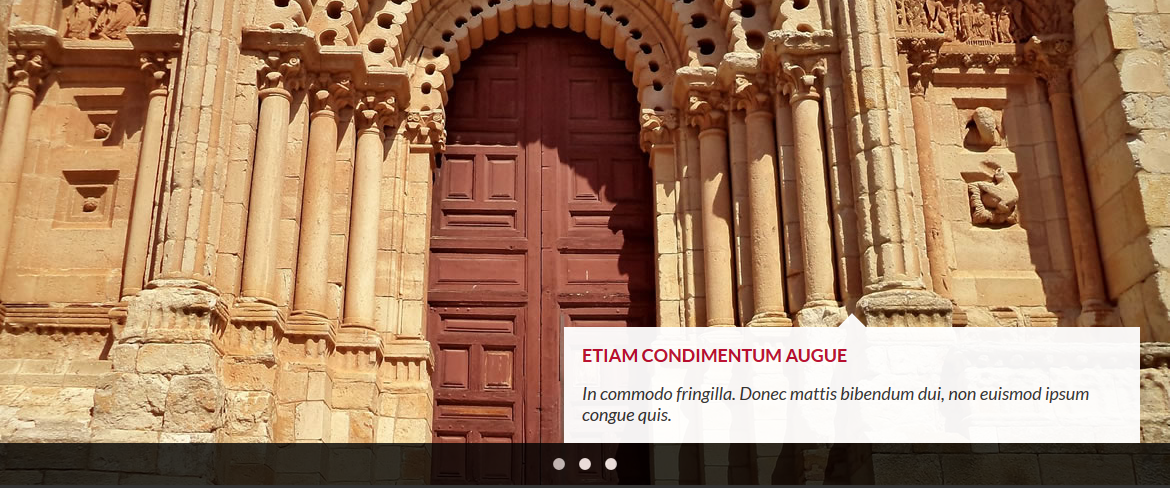 ETIAM CONDIMENTUM AUGUE
In commodo fringilla. Donec mattis bibendum dui, non euismod ipsum
congue quis.